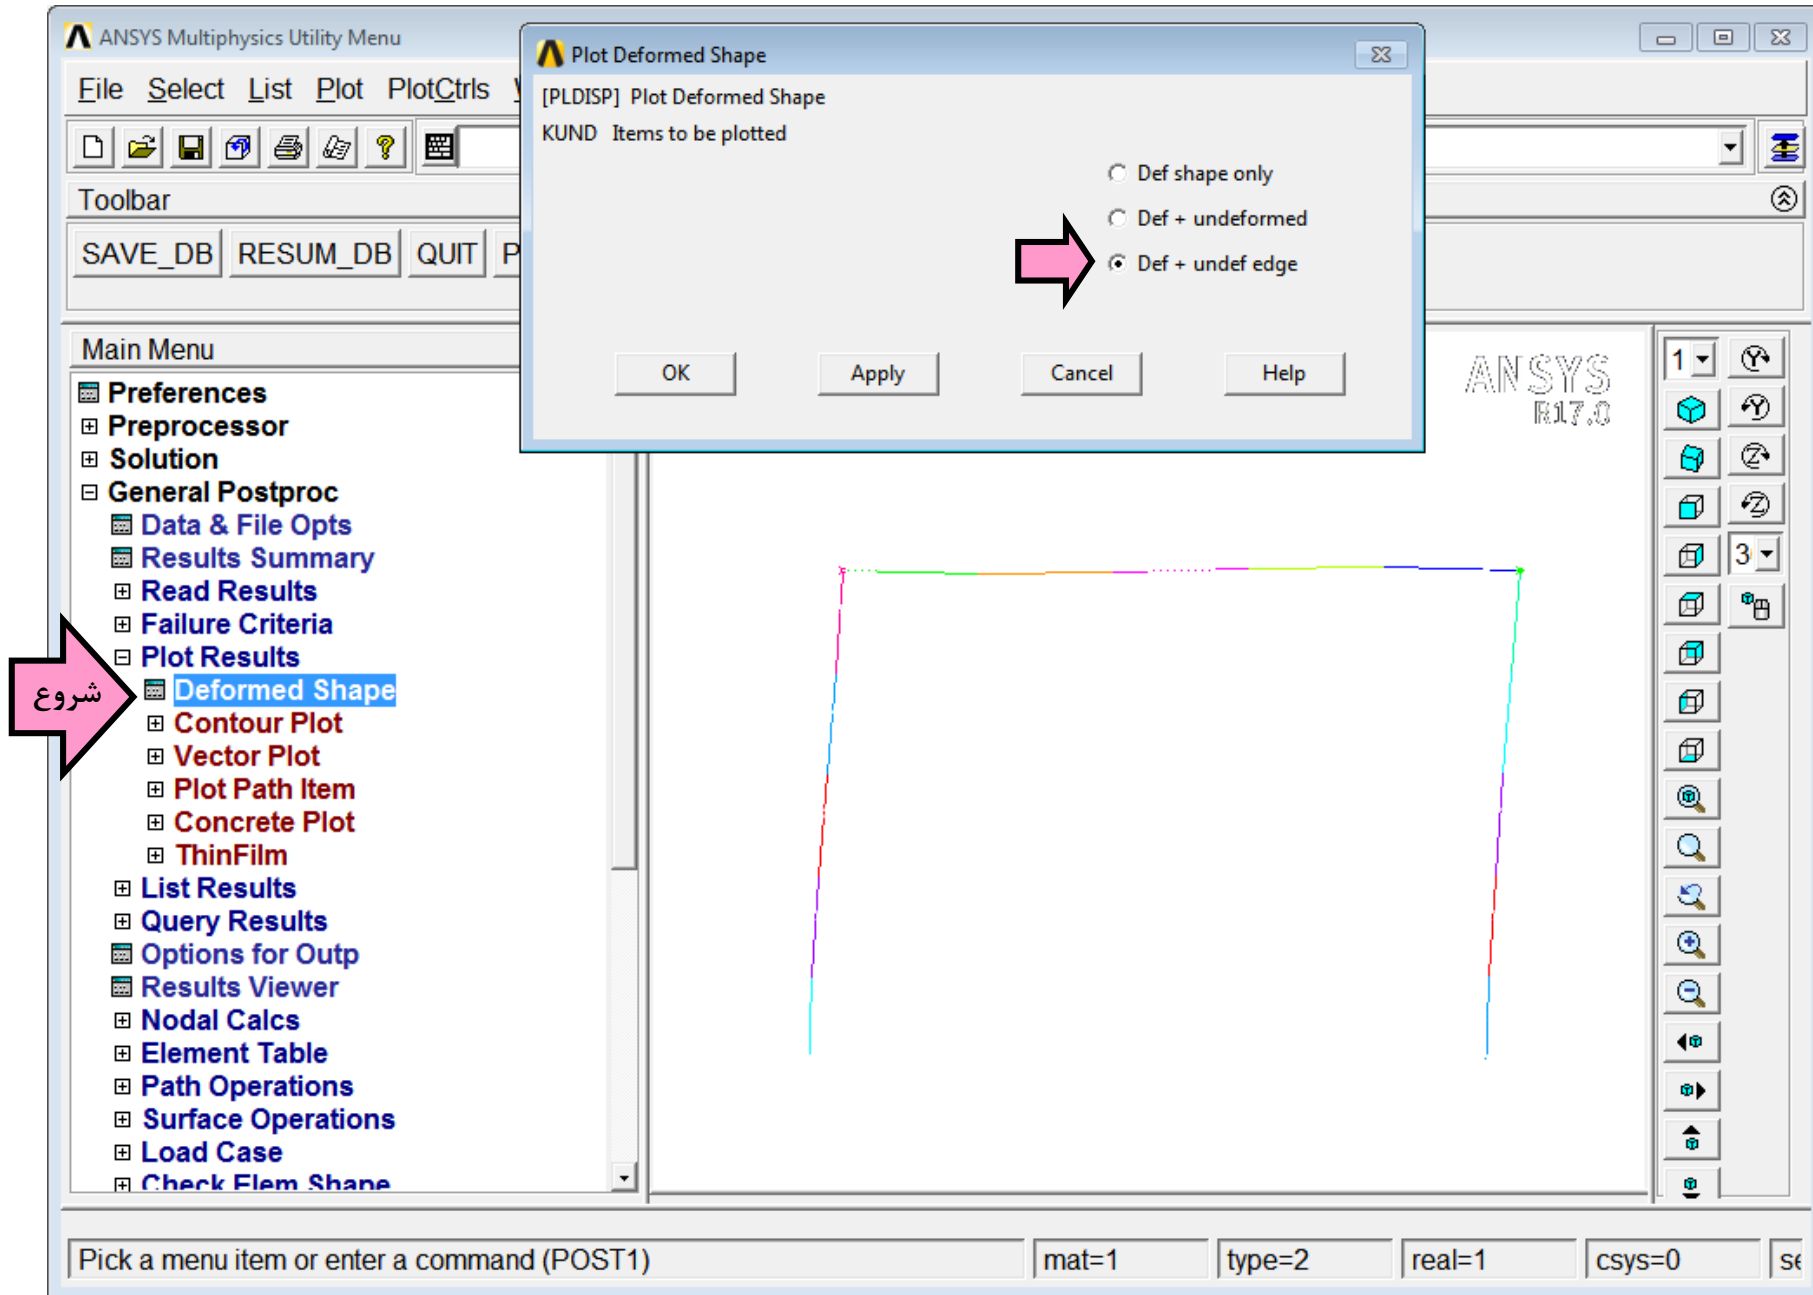 ANSYS Multiphysics Utility Menu
File Select List Plot PlotCtrls
Toolbar
SAVE_DB RESUM_DB QUIT P
Plot Deformed Shape
[PLDISP] Plot Deformed Shape
KUND Items to be plotted
Def shape only
Def + undeformed
Def + undef edge
OK Apply Cancel Help
Main Menu
Preferences
Preprocessor
Solution
General Postproc
Data & File Opts
Results Summary
Read Results
Failure Criteria
Plot Results
شروع
Deformed Shape
Contour Plot
Vector Plot
Plot Path Item
Concrete Plot
ThinFilm
List Results
Query Results
Options for Outp
Results Viewer
Nodal Calcs
Element Table
Path Operations
Surface Operations
Load Case
Check Elem Shape
ANSYS
R17.0
1
3
Pick a menu item or enter a command (POST1)
mat=1 type=2 real=1 csys=0